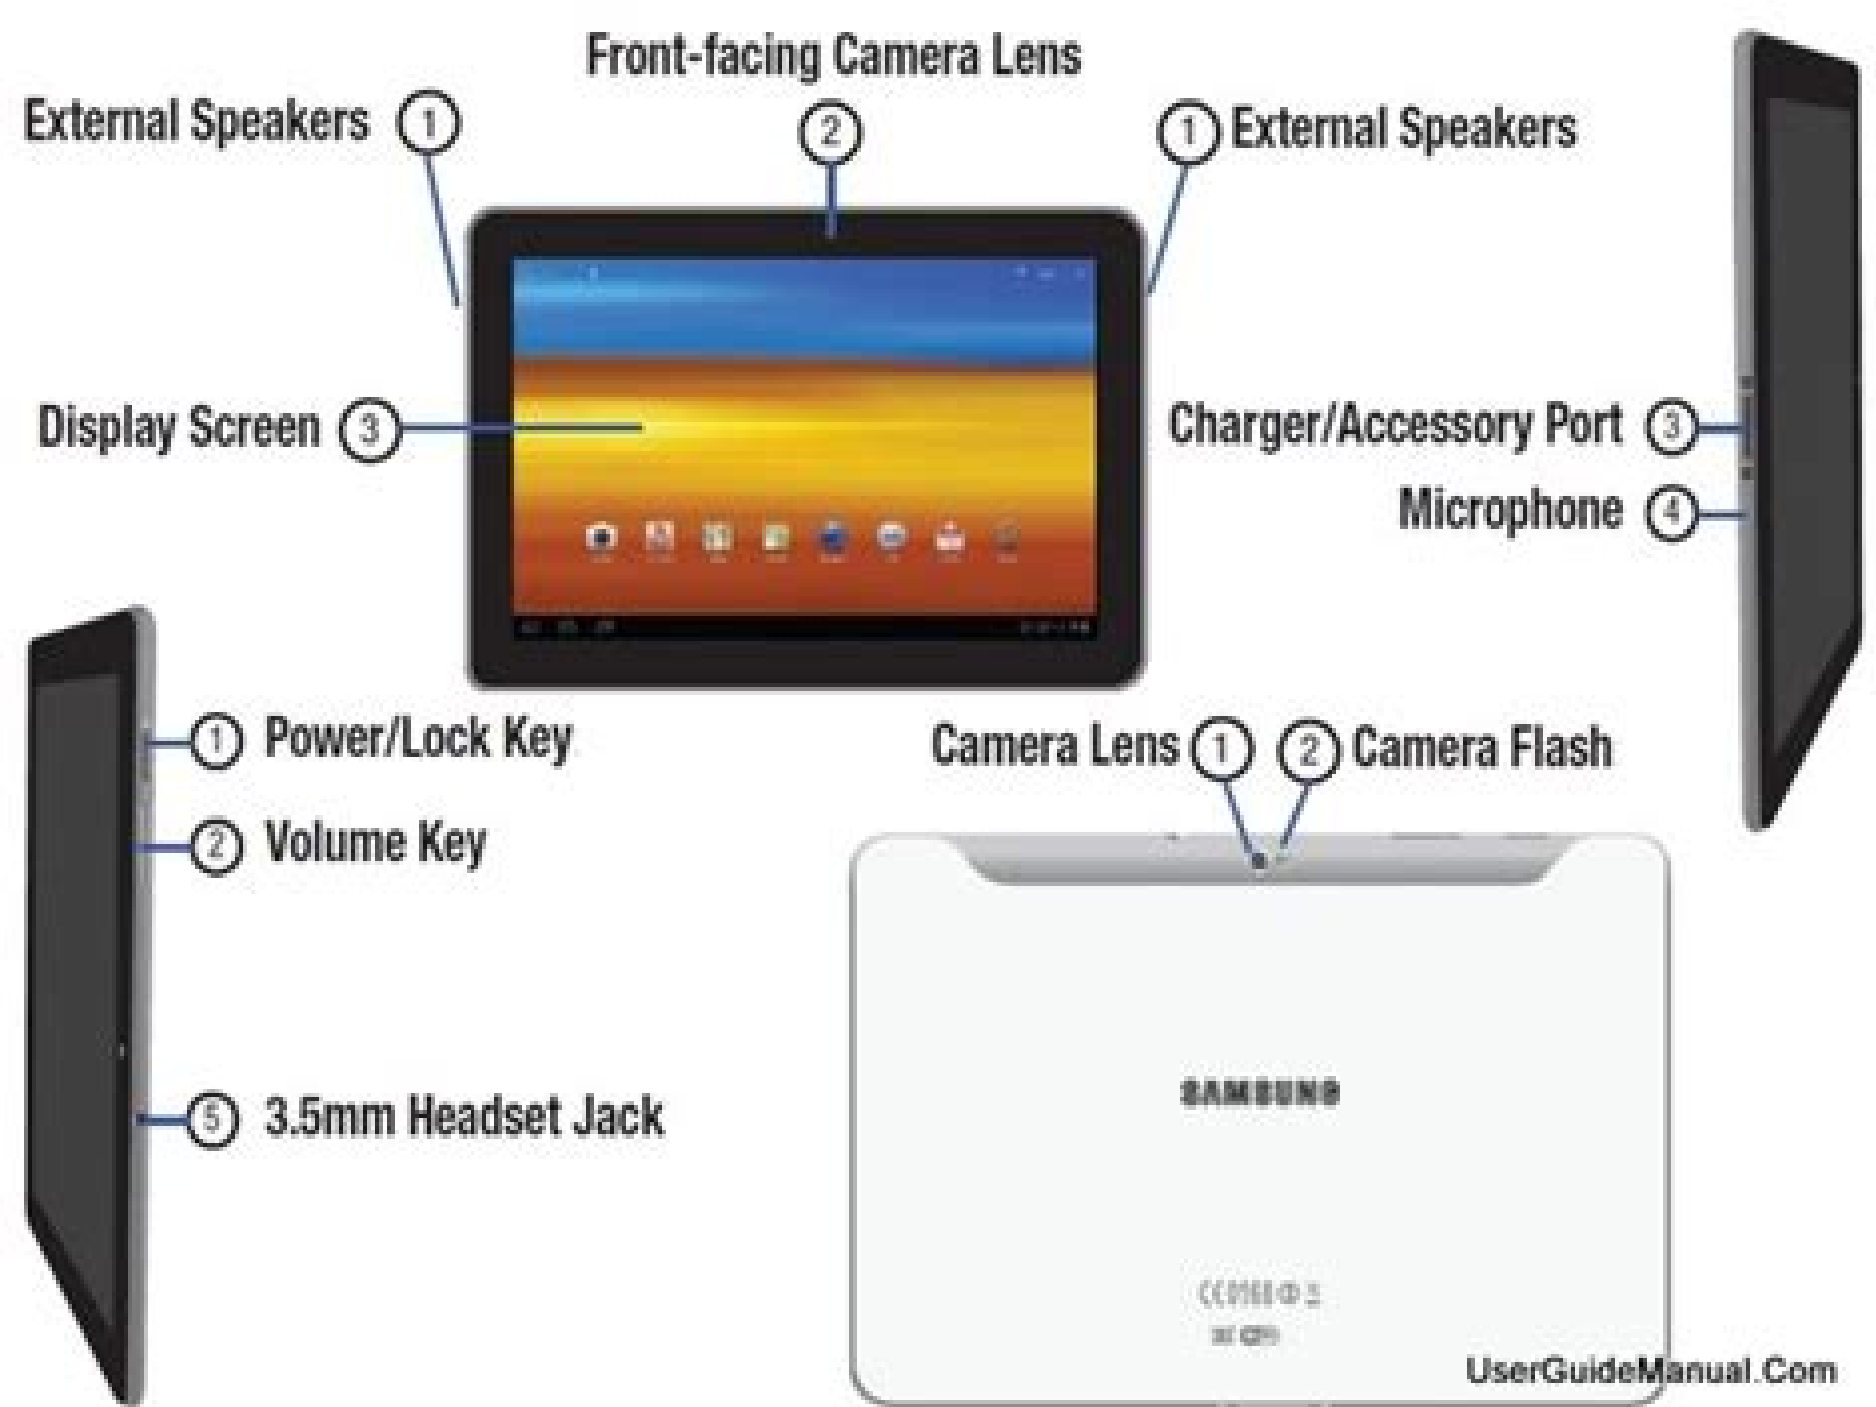 Front-facing Camera Lens
External Speakers 1
2
1 External Speakers
Display Screen 3
Charger/Accessory Port 3
Microphone 4
1 Power/Lock Key
2 Volume Key
5 3.5mm Headset Jack
Camera Lens 1
2 Camera Flash
SAMSUNG
UserGuideManual.Com